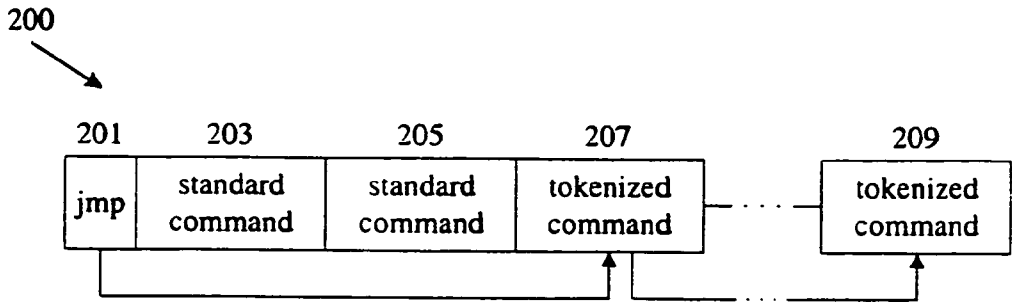 200
201 203 205 207 209
jmp standard command standard command tokenized command . . . tokenized command
. . .